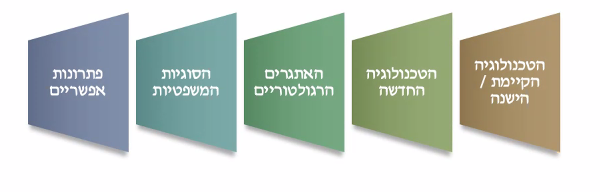 הטכנולוגיה
הקיימת /
הישנה
הטכנולוגיה
החדשה
האתגרים
הרגולטוריים
הסוגיות
המשפטיות
פתרונות
אפשריים